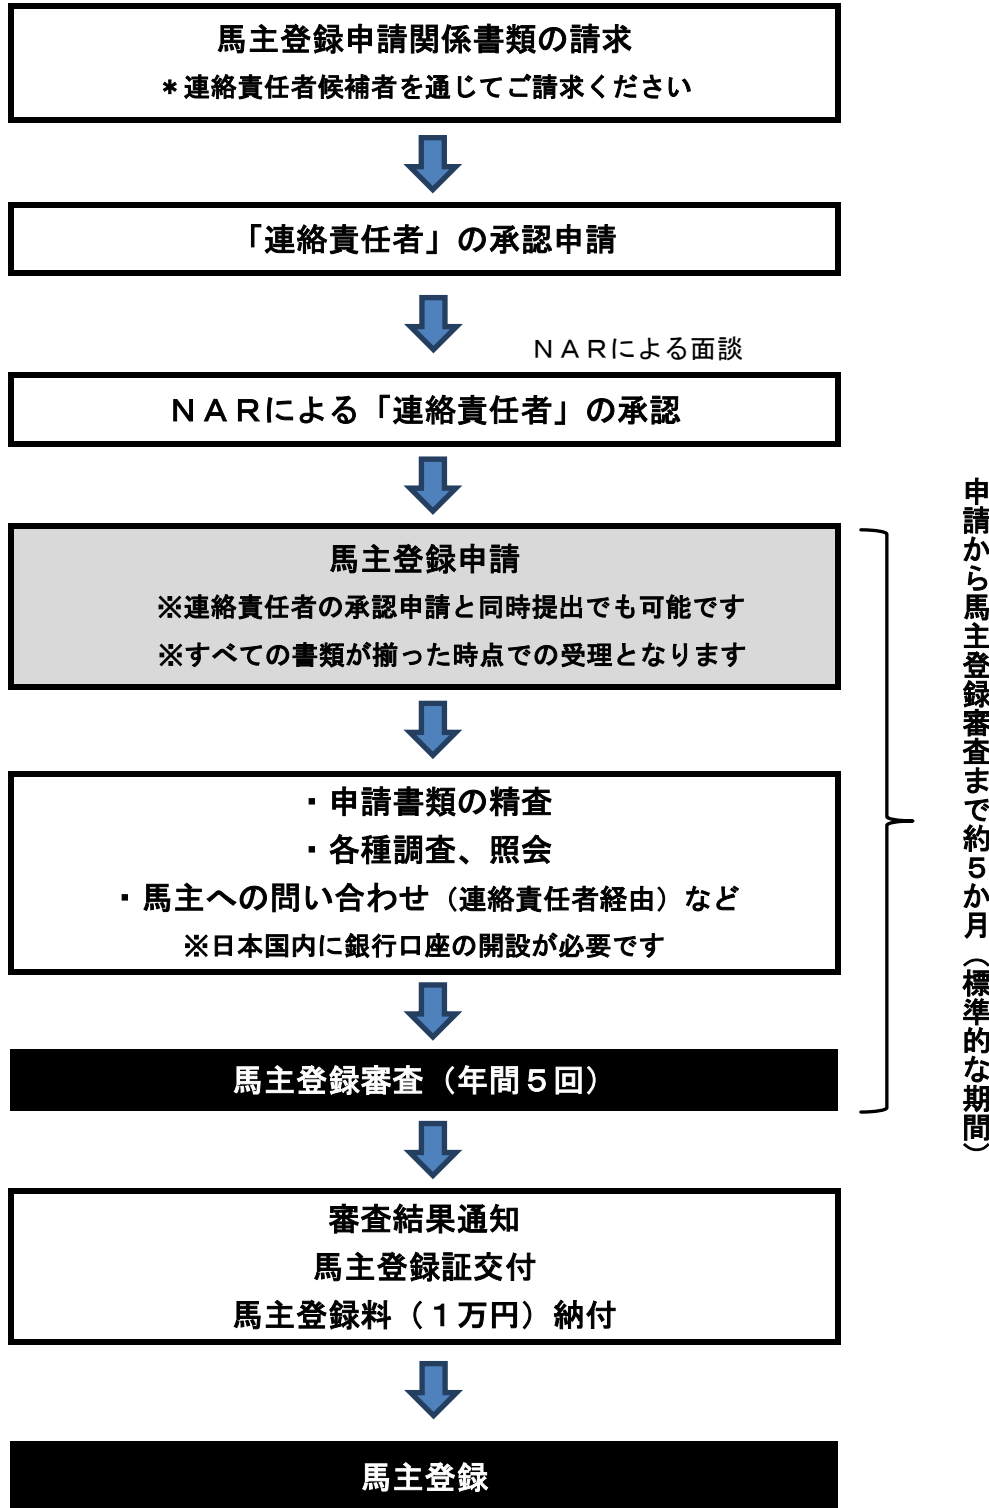 馬主登録申請関係書類の請求
＊連絡責任者候補者を通じてご請求ください
「連絡責任者」の承認申請
ＮＡＲによる面談
ＮＡＲによる「連絡責任者」の承認
馬主登録申請
※連絡責任者の承認申請と同時提出でも可能です
※すべての書類が揃った時点での受理となります
・申請書類の精査
・各種調査、照会
・馬主への問い合わせ（連絡責任者経由）など
※日本国内に銀行口座の開設が必要です
馬主登録審査（年間５回）
申請から馬主登録審査まで約５か月（標準的な期間）
審査結果通知
馬主登録証交付
馬主登録料（１万円）納付
馬主登録